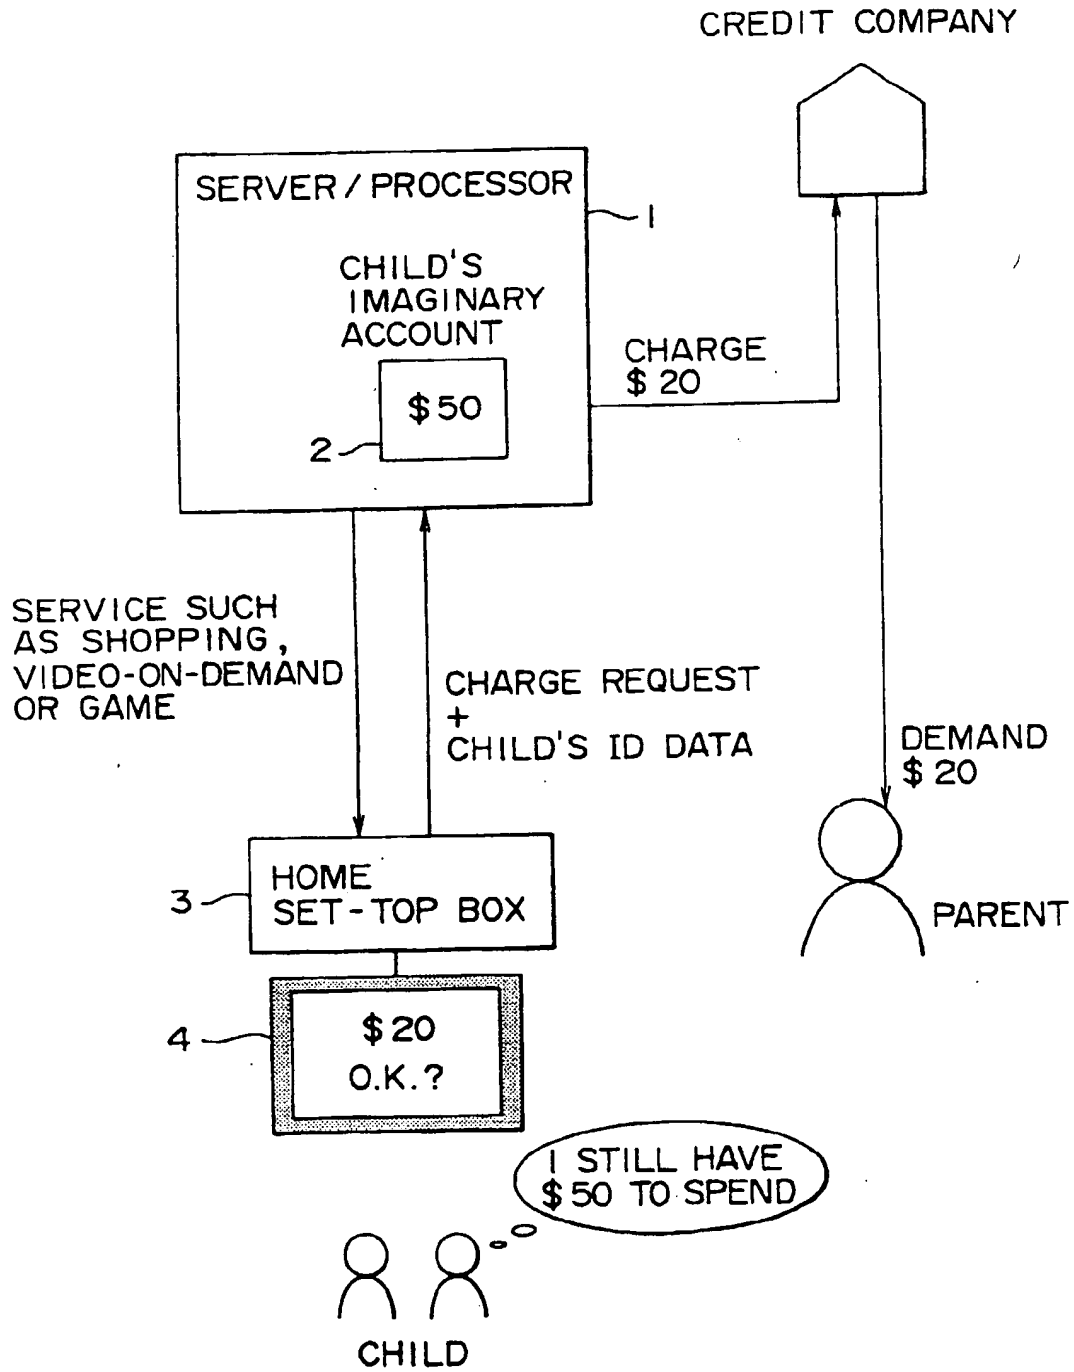 CREDIT COMPANY
SERVER / PROCESSOR
1
CHILD'S
IMAGINARY
ACCOUNT
$50
2
CHARGE
$20
SERVICE SUCH
AS SHOPPING,
VIDEO-ON-DEMAND
OR GAME
CHARGE REQUEST
+
CHILD'S ID DATA
DEMAND
$20
PARENT
HOME
SET-TOP BOX
3
$20
O.K.?
4
I STILL HAVE
$50 TO SPEND
CHILD